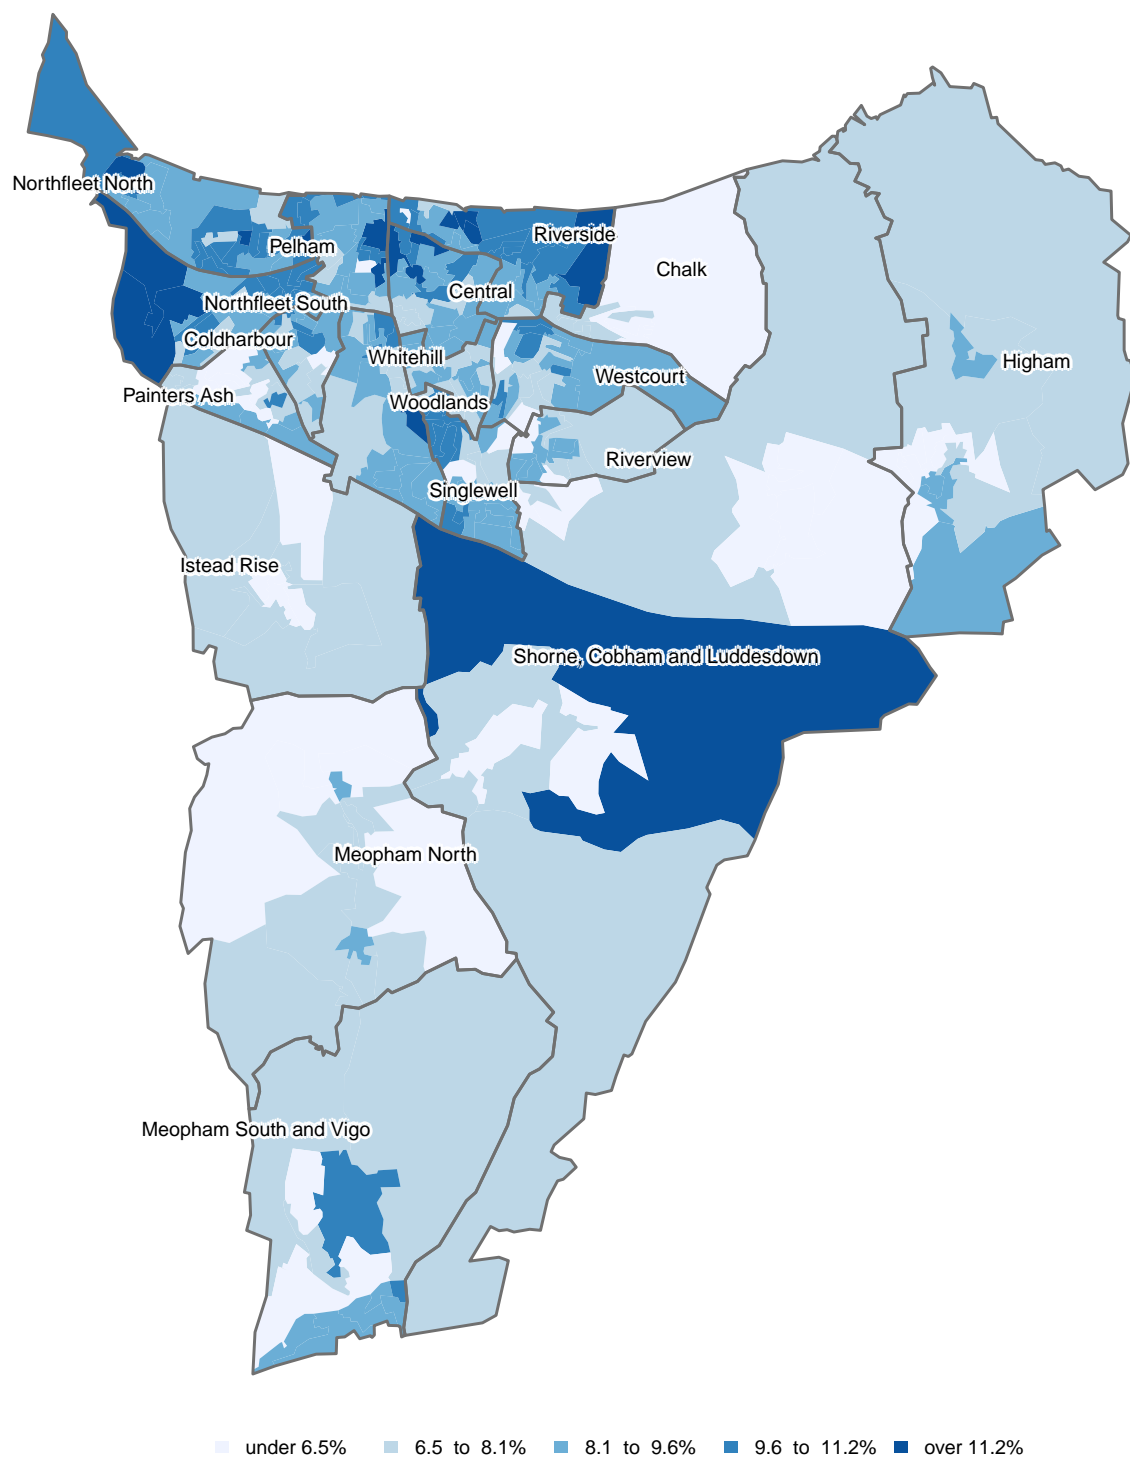 Northfleet North
Riverside
Pelham
Chalk
Central
Northfleet South
Coldharbour
Whitehill
Higham
Westcourt
Painters Ash
Woodlands
Riverview
Singlewell
Istead Rise
Shorne, Cobham and Luddesdown
Meopham North
Meopham South and Vigo
under 6.5%
6.5 to 8.1%
8.1 to 9.6%
9.6 to 11.2%
over 11.2%